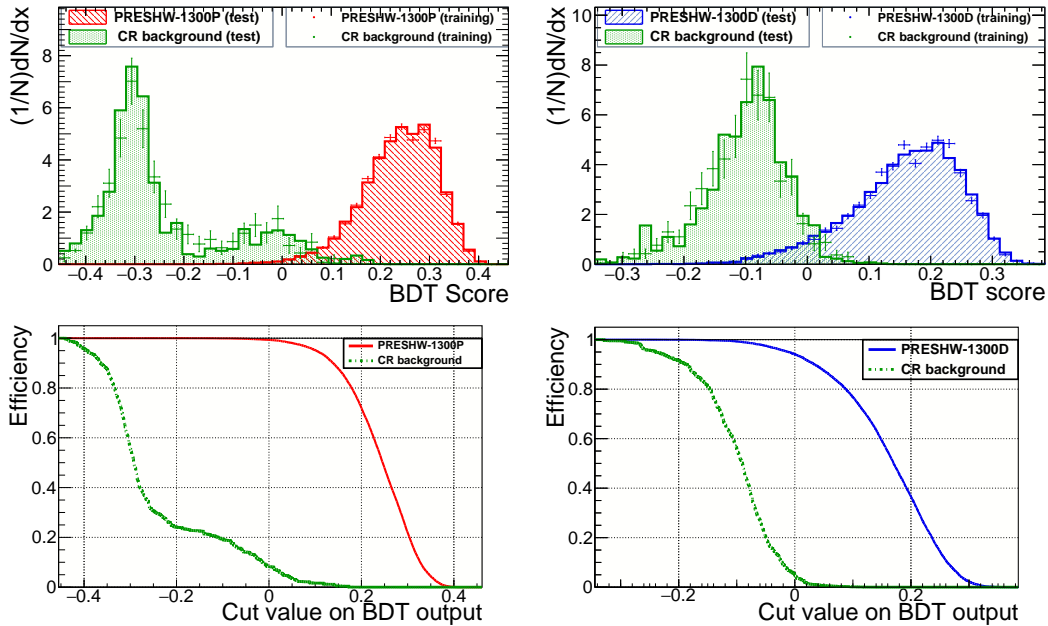 PRESHW-1300P (test)
CR background (test)
PRESHW-1300P (training)
CR background (training)
(1/N)dN/dx
8
6
4
2
0
−0.4 −0.3 −0.2 −0.1 0 0.1 0.2 0.3 0.4
BDT Score
PRESHW-1300D (test)
CR background (test)
PRESHW-1300D (training)
CR background (training)
(1/N)dN/dx
10
8
6
4
2
0
−0.3 −0.2 −0.1 0 0.1 0.2 0.3
BDT score
PRESHW-1300P
CR background
Efficiency
1
0.8
0.6
0.4
0.2
0
−0.4 −0.2 0 0.2 0.4
Cut value on BDT output
PRESHW-1300D
CR background
Efficiency
1
0.8
0.6
0.4
0.2
0
−0.2 0 0.2
Cut value on BDT output